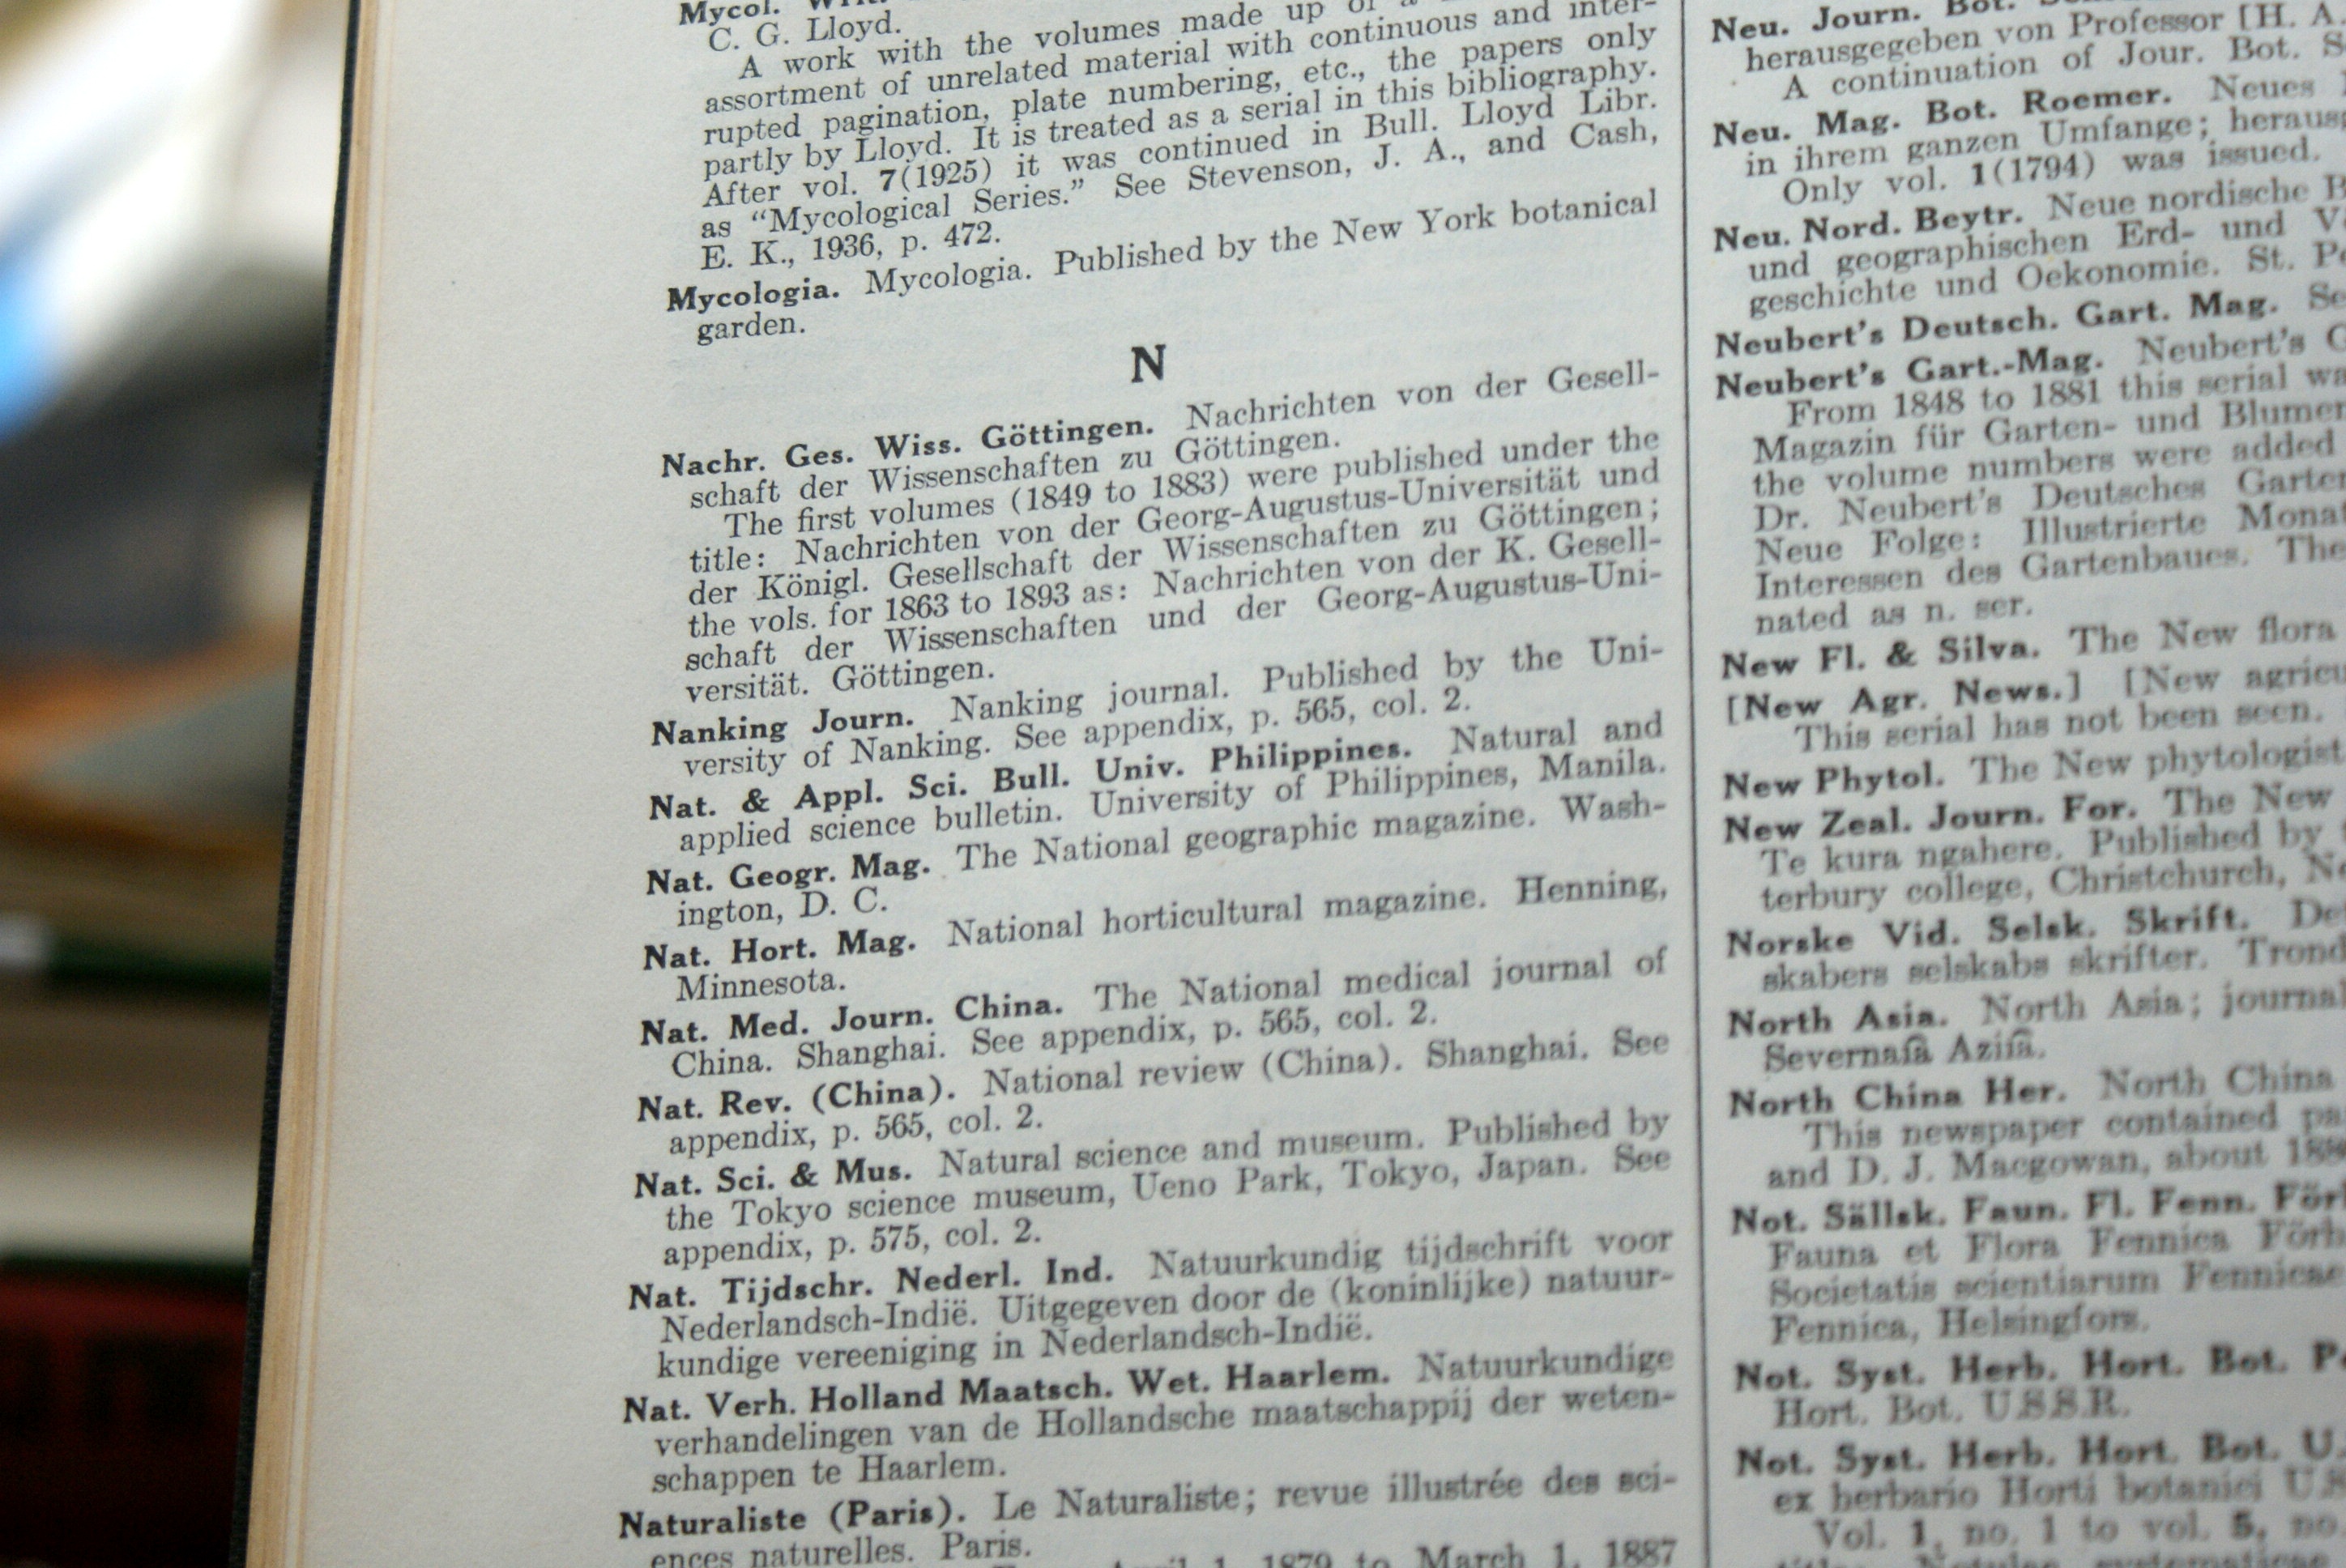 Mycol.
C. G. Lloyd.
A work with the volumes made up of a
assortment of unrelated material with continuous and inter-
rupted pagination, plate numbering, etc., the papers only
partly by Lloyd. It is treated as a serial in this bibliography.
After vol. 7(1925) it was continued in Bull. Lloyd Libr.
as “Mycological Series.” See Stevenson, J. A., and Cash,
E. K., 1936, p. 472.
Mycologia. Mycologia. Published by the New York botanical
garden.
N
Nachr. Ges. Wiss. Göttingen. Nachrichten von der Gesell-
schaft der Wissenschaften zu Göttingen.
The first volumes (1849 to 1883) were published under the
title: Nachrichten von der Georg-Augustus-Universität und
der Königl. Gesellschaft der Wissenschaften zu Göttingen;
the vols. for 1863 to 1893 as: Nachrichten von der K. Gesell-
schaft der Wissenschaften und der Georg-Augustus-Uni-
versität. Göttingen.
Nanking Journ. Nanking journal. Published by the Uni-
versity of Nanking. See appendix, p. 565, col. 2.
Nat. & Appl. Sci. Bull. Univ. Philippines. Natural and
applied science bulletin. University of Philippines, Manila.
Nat. Geogr. Mag. The National geographic magazine. Wash-
ington, D. C.
Nat. Hort. Mag. National horticultural magazine. Henning,
Minnesota.
Nat. Med. Journ. China. The National medical journal of
China. Shanghai. See appendix, p. 565, col. 2.
Nat. Rev. (China). National review (China). Shanghai. See
appendix, p. 565, col. 2.
Nat. Sci. & Mus. Natural science and museum. Published by
the Tokyo science museum, Ueno Park, Tokyo, Japan. See
appendix, p. 575, col. 2.
Nat. Tijdschr. Nederl. Ind. Natuurkundig tijdschrift voor
Nederlandsch-Indië. Uitgegeven door de (koninlijke) natuur-
kundige vereeniging in Nederlandsch-Indië.
Nat. Verh. Holland Maatsch. Wet. Haarlem. Natuurkundige
verhandelingen van de Hollandsche maatschappij der weten-
schappen te Haarlem.
Naturaliste (Paris). Le Naturaliste; revue illustrée des sci-
ences naturelles. Paris.
April 1, 1879 to March 1, 1887
Neu. Journ. Bot.
herausgegeben von Professor [H. A.
A continuation of Jour. Bot.
Neu. Mag. Bot. Roemer. Neues
in ihrem ganzen Umfange;
Only vol. 1(1794) was issued.
Neu. Nord. Beytr. Neue nordische
und geographischen Erd- und
geschichte und Oekonomie. St.
Neubert's Deutsch. Gart. Mag.
Neubert's Gart.-Mag. Neubert's
From 1848 to 1881 this serial
Magazin für Garten- und
the volume numbers were added
Dr. Neubert's Deutsches
Neue Folge: Illustrierte
Interessen des Gartenbaues. The
nated as n. ser.
New Fl. & Silva. The New flora
[New Agr. News.] [New
This serial has not been seen.
New Phytol. The New phytologist
New Zeal. Journ. For. The New
Te kura ngahere. Published by
terbury college, Christchurch,
Norske Vid. Selsk. Skrift.
skabers selskabs skrifter.
North Asia. North Asia; journal
Severnai͡a Azii͡a.
North China Her. North China
This newspaper contained
and D. J. Macgowan, about
Not. Sällsk. Faun. Fl. Fenn.
Fauna et Flora Fennica
Societatis scientiarum Fennicae
Fennica, Helsingfors.
Not. Syst. Herb. Hort. Bot.
Hort. Bot. U.S.S.R.
Not. Syst. Herb. Hort. Bot.
ex herbario Horti botanici
Vol. 1, no. 1 to vol. 5, no.